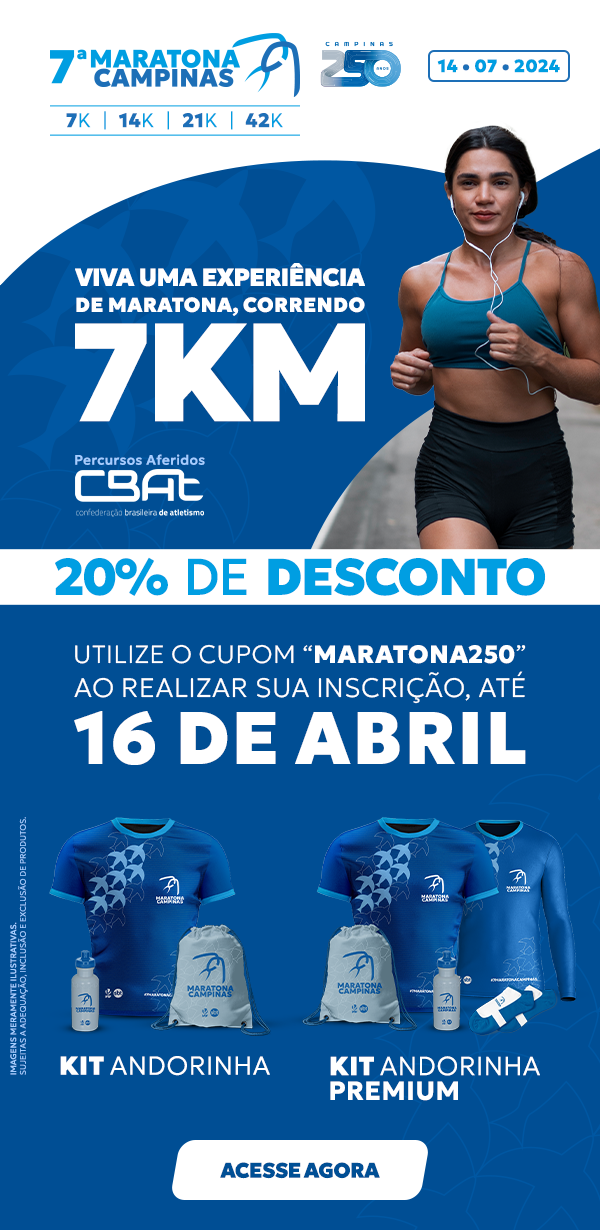 7ª MARATONA
CAMPINAS
CAMPINAS
250
ANOS
14 • 07 • 2024
7K | 14K | 21K | 42K
VIVA UMA EXPERIÊNCIA
DE MARATONA, CORRENDO
7KM
Percursos Aferidos
CBAt
confederação brasileira de atletismo
20% DE DESCONTO
UTILIZE O CUPOM “MARATONA250”
AO REALIZAR SUA INSCRIÇÃO, ATÉ
16 DE ABRIL
IMAGENS MERAMENTE ILUSTRATIVAS.
SUJEITAS A ADEQUAÇÃO, INCLUSÃO E EXCLUSÃO DE PRODUTOS.
MARATONA
CAMPINAS
MARATONA
CAMPINAS
MARATONA
CAMPINAS
MARATONA
CAMPINAS
MARATONA
CAMPINAS
#7MARATONACAMPINAS
KIT ANDORINHA
KIT ANDORINHA
PREMIUM
ACESSE AGORA